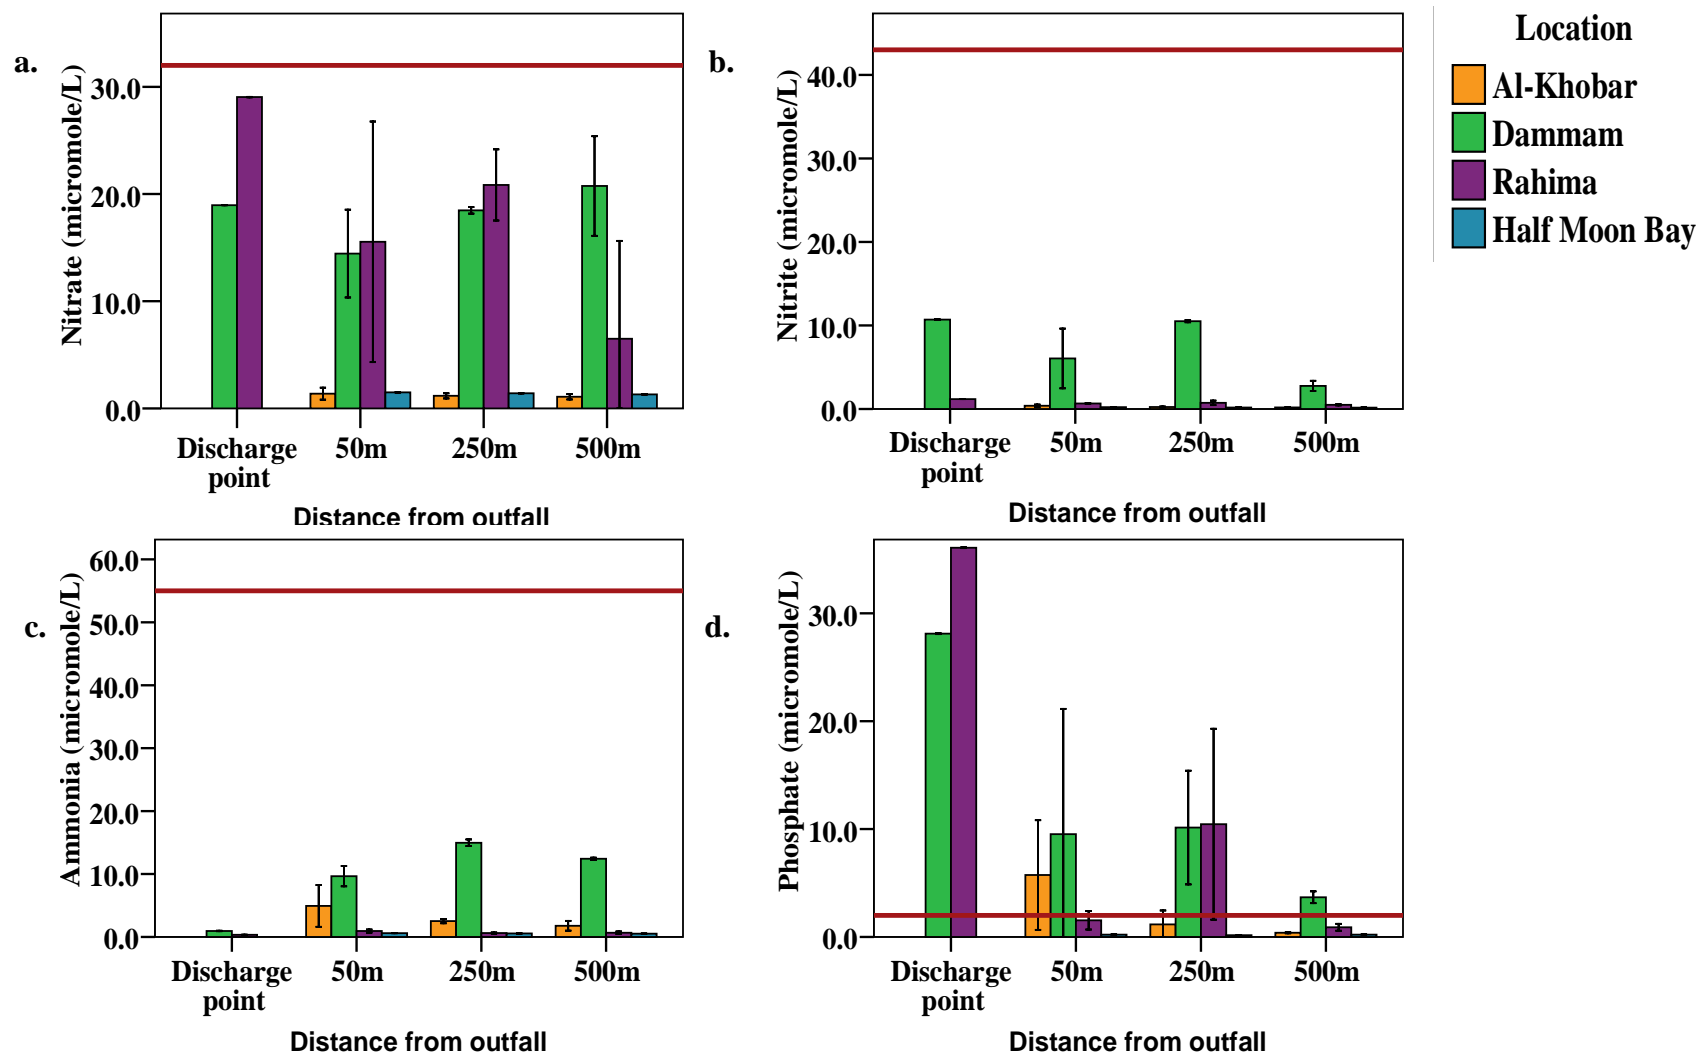 a.
Nitrate (micromole/L)
30.0
20.0
10.0
0.0
Discharge point
50m
250m
500m
Distance from outfall
b.
Nitrite (micromole/L)
40.0
30.0
20.0
10.0
0.0
Discharge point
50m
250m
500m
Distance from outfall
Location
Al-Khobar
Dammam
Rahima
Half Moon Bay
c.
Ammonia (micromole/L)
60.0
50.0
40.0
30.0
20.0
10.0
0.0
Discharge point
50m
250m
500m
Distance from outfall
d.
Phosphate (micromole/L)
30.0
20.0
10.0
0.0
Discharge point
50m
250m
500m
Distance from outfall